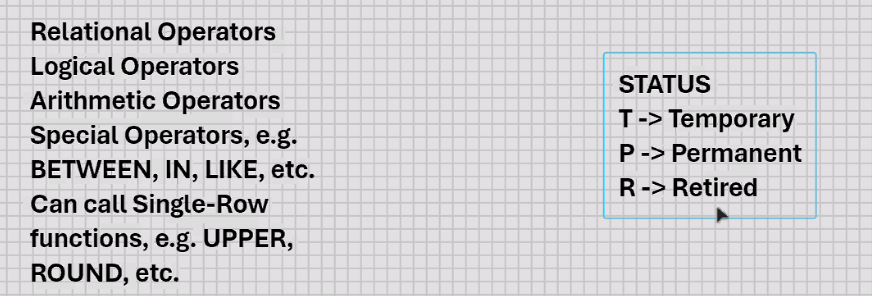 Relational Operators
Logical Operators
Arithmetic Operators
Special Operators, e.g.
BETWEEN, IN, LIKE, etc.
Can call Single-Row
functions, e.g. UPPER,
ROUND, etc.
STATUS
T -> Temporary
P -> Permanent
R -> Retired